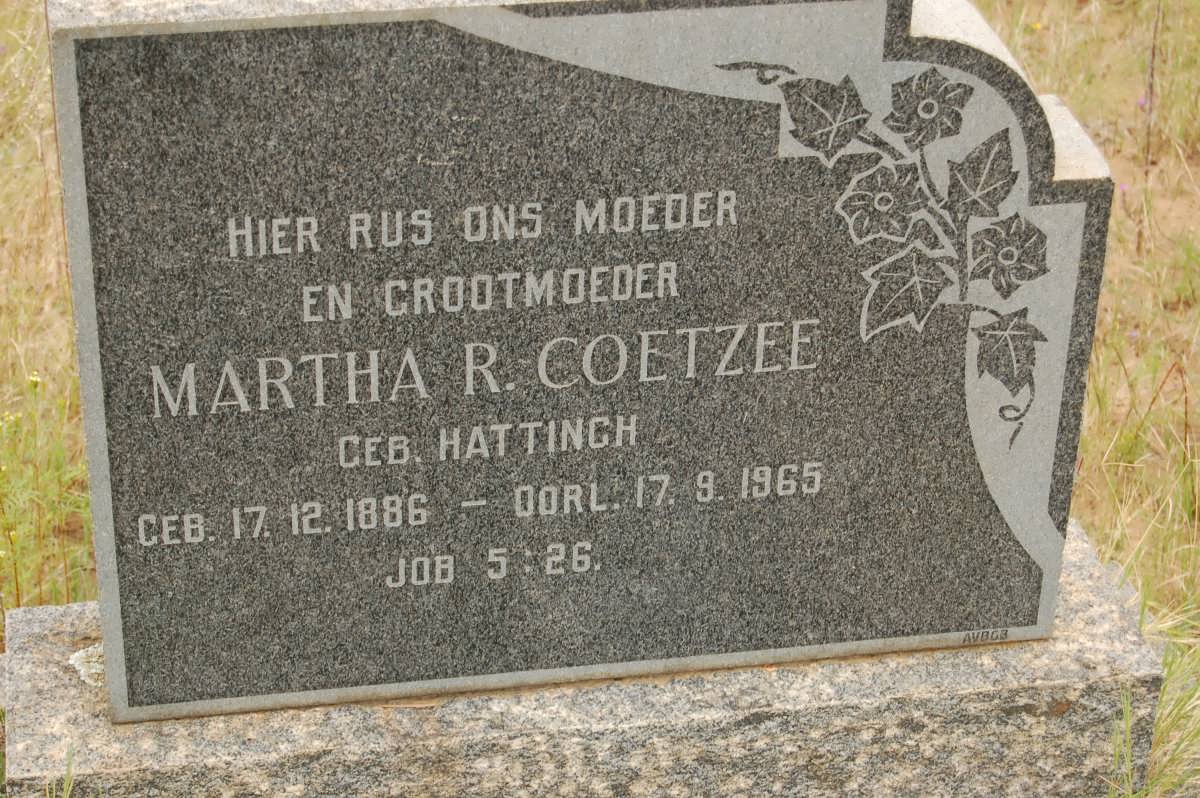 HIER RUS ONS MOEDER
EN GROOTMOEDER
MARTHA R. COETZEE
GEB. HATTINGH
GEB. 17. 12. 1886 – OORL. 17. 9. 1965
JOB 5 : 26.
AVBOB